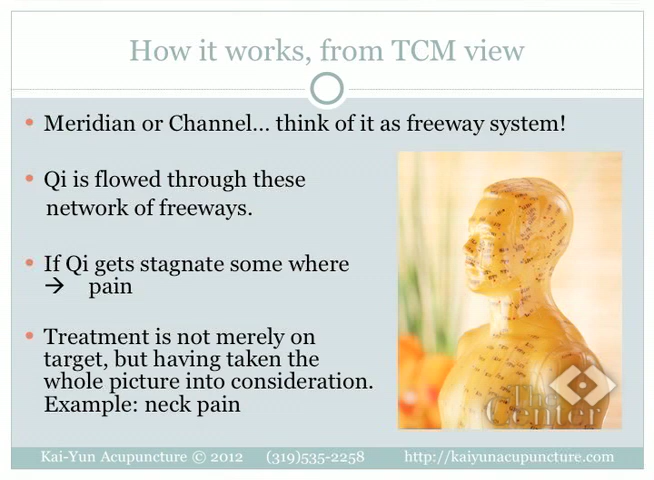 How it works, from TCM view
• Meridian or Channel... think of it as freeway system!
• Qi is flowed through these
network of freeways.
• If Qi gets stagnate some where
→ pain
• Treatment is not merely on
target, but having taken the
whole picture into consideration.
Example: neck pain
The
Center
Kai-Yun Acupuncture © 2012 (319)535-2258 http://kaiyunacupuncture.com